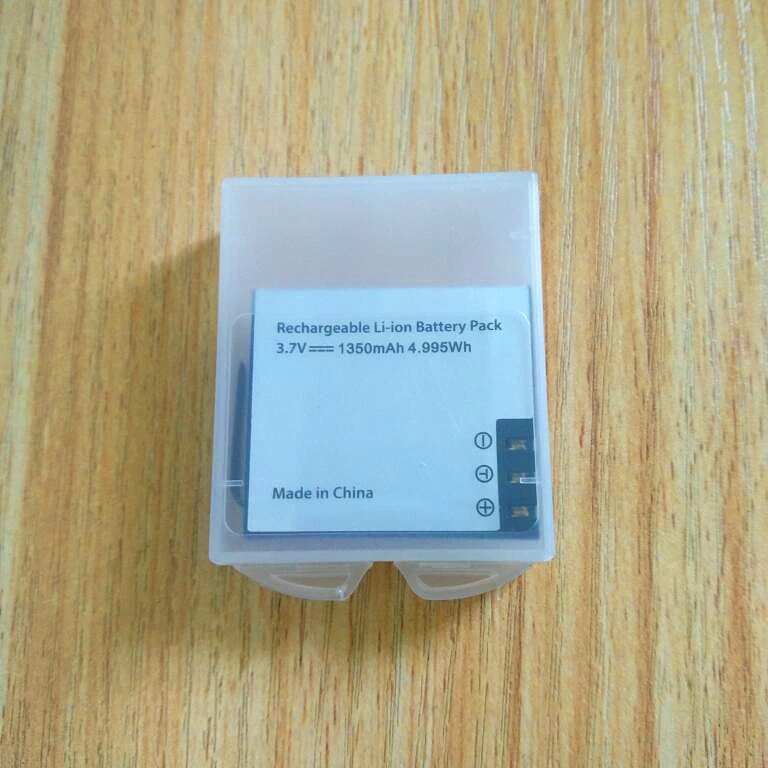 Rechargeable Li-ion Battery Pack
3.7V⎓1350mAh 4.995Wh
⊖
T
⊕
Made in China